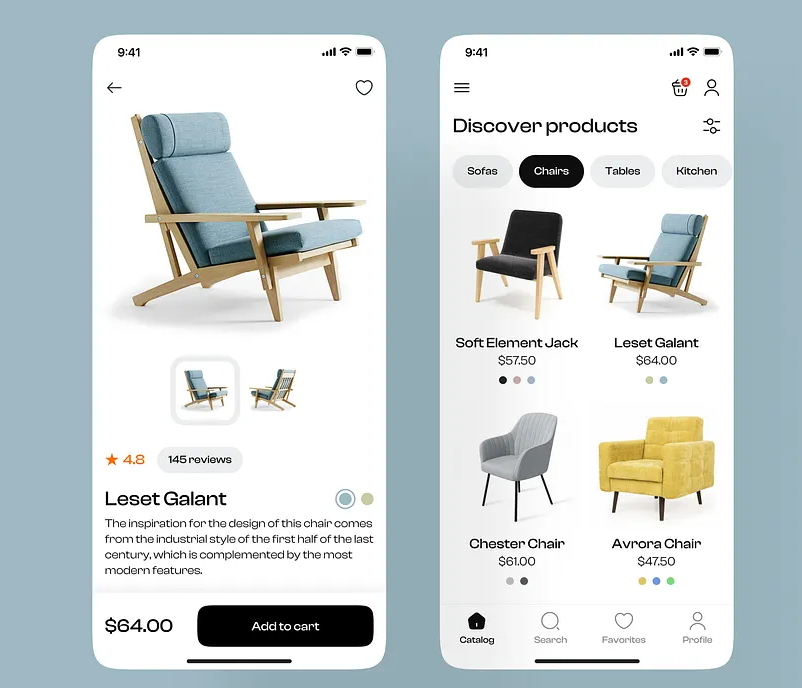 9:41
4.8
145 reviews
Leset Galant
The inspiration for the design of this chair comes
from the industrial style of the first half of the last
century, which is complemented by the most
modern features.
$64.00
Add to cart
9:41
3
Discover products
Sofas
Chairs
Tables
Kitchen
Soft Element Jack
$57.50
Leset Galant
$64.00
Chester Chair
$61.00
Avrora Chair
$47.50
Catalog
Search
Favorites
Profile